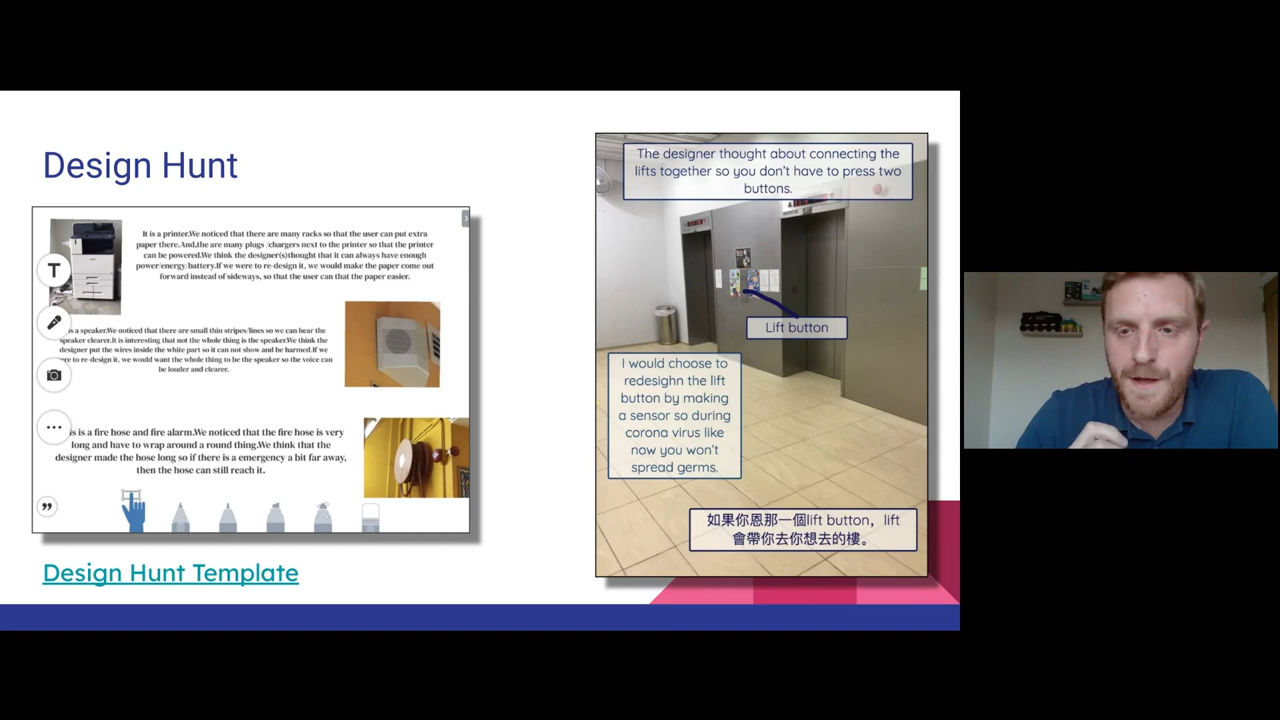 Design Hunt
It is a printer.We noticed that there are many racks so that the user can put extra
paper there.And,the are many plugs /chargers next to the printer so that the printer
can be powered.We think the designer(s)thought that it can always have enough
power/energy/battery.If we were to re-design it, we would make the paper come out
forward instead of sideways, so that the user can that the paper easier.
is a speaker.We noticed that there are small thin stripes/lines so we can hear the
speaker clearer.It is interesting that not the whole thing is the speaker.We think the
designer put the wires inside the white part so it can not show and be harmed.If we
to re-design it, we would want the whole thing to be the speaker so the voice can
be louder and clearer.
is a fire hose and fire alarm.We noticed that the fire hose is very
long and have to wrap around a round thing.We think that the
designer made the hose long so if there is a emergency a bit far away,
then the hose can still reach it.
T
Design Hunt Template
The designer thought about connecting the
lifts together so you don't have to press two
buttons.
Lift button
I would choose to
redesighn the lift
button by making
a sensor so during
corona virus like
now you won't
spread germs.
如果你恩那一個lift button，lift
會帶你去你想去的樓。